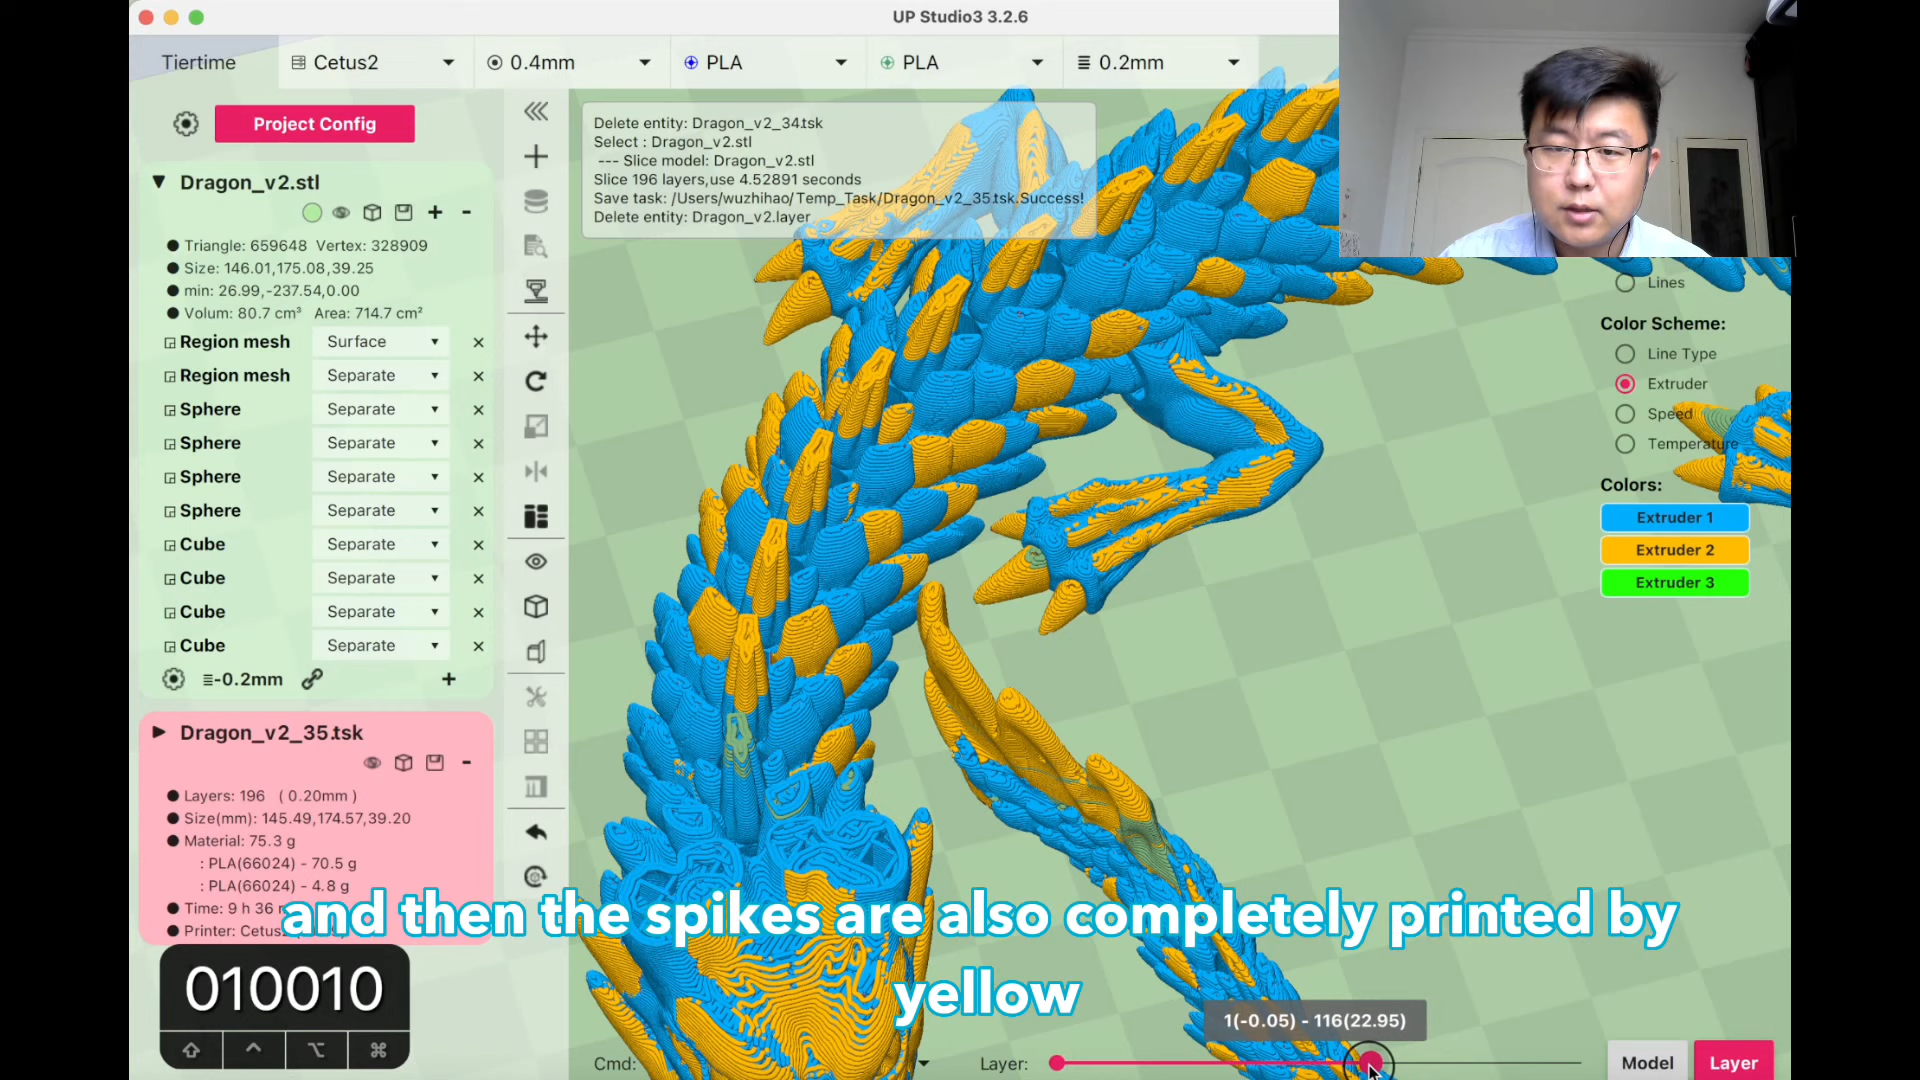 UP Studio3 3.2.6
Tiertime
Cetus2
0.4mm
PLA
PLA
0.2mm
Project Config
Dragon_v2.stl
Triangle: 659648 Vertex: 328909
Size: 146.01,175.08,39.25
min: 26.99,-237.54,0.00
Volum: 80.7 cm³ Area: 714.7 cm²
Region mesh Surface
Region mesh Separate
Sphere Separate
Sphere Separate
Sphere Separate
Sphere Separate
Cube Separate
Cube Separate
Cube Separate
Cube Separate
-0.2mm
Dragon_v2_35.tsk
Layers: 196 ( 0.20mm )
Size(mm): 145.49,174.57,39.20
Material: 75.3 g
: PLA(66024) - 70.5 g
: PLA(66024) - 4.8 g
Time: 9 h 36
Printer:
010010
Delete entity: Dragon_v2_34.tsk
Select : Dragon_v2.stl
--- Slice model: Dragon_v2.stl
Slice 196 layers,use 4.52891 seconds
Save task: /Users/wuzhihao/Temp_Task/Dragon_v2_35.tsk.Success!
Delete entity: Dragon_v2.layer
Lines
Color Scheme:
Line Type
Extruder
Speed
Temperature
Colors:
Extruder 1
Extruder 2
Extruder 3
and then the spikes are also completely printed by
yellow
1(-0.05) - 116(22.95)
Cmd:
Layer:
Model
Layer